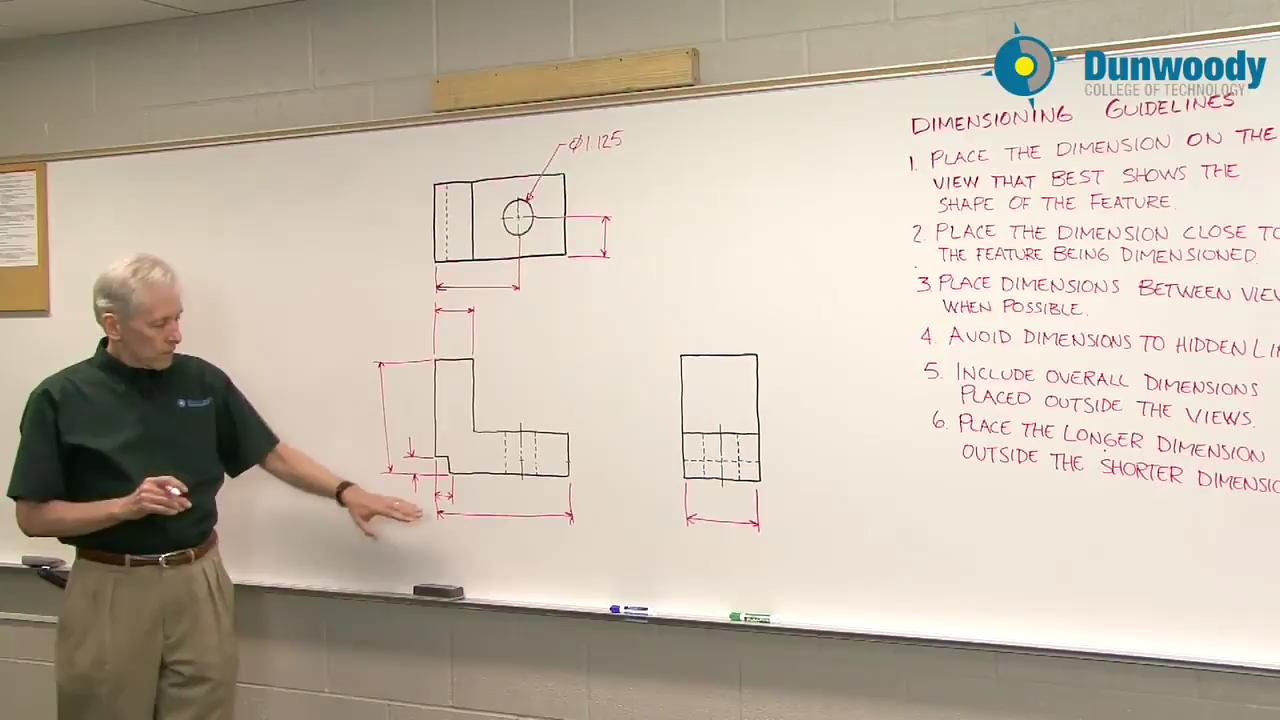 Dunwoody
COLLEGE OF TECHNOLOGY
DIMENSIONING GUIDELINES
1. PLACE THE DIMENSION ON THE
VIEW THAT BEST SHOWS THE
SHAPE OF THE FEATURE.
2. PLACE THE DIMENSION CLOSE TO
THE FEATURE BEING DIMENSIONED.
3 PLACE DIMENSIONS BETWEEN VIEW
WHEN POSSIBLE.
4. AVOID DIMENSIONS TO HIDDEN LIN
5. INCLUDE OVERALL DIMENSIONS
PLACED OUTSIDE THE VIEWS.
6. PLACE THE LONGER DIMENSION
OUTSIDE THE SHORTER DIMENSIO
Ø1.125